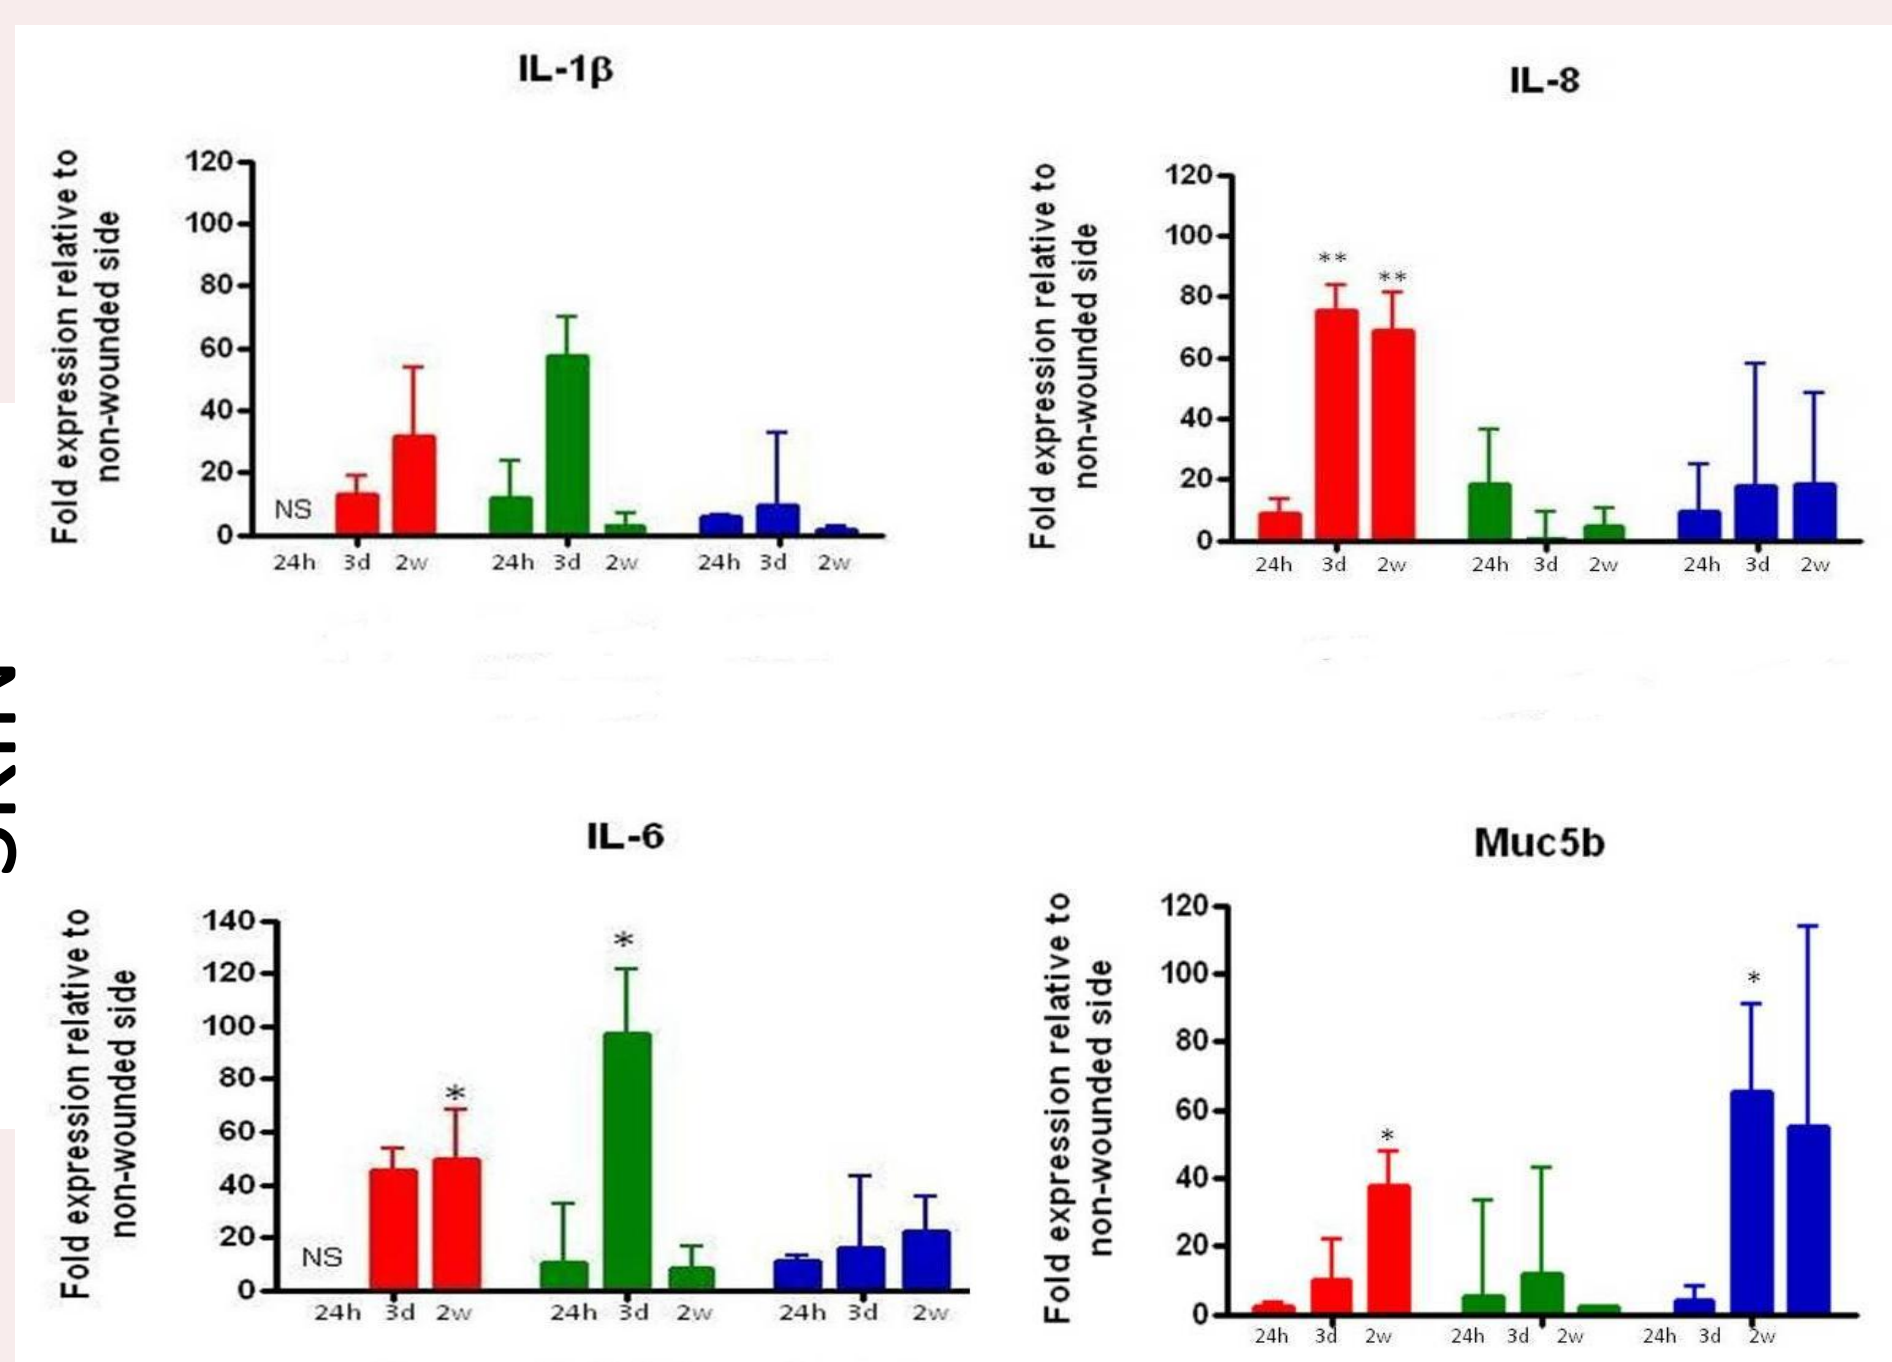 IL-1β
Fold expression relative to
non-wounded side
120
100
80
60
40
20
0
NS
24h 3d 2w 24h 3d 2w 24h 3d 2w
IL-8
Fold expression relative to
non-wounded side
120
100
80
60
40
20
0
**
**
24h 3d 2w 24h 3d 2w 24h 3d 2w
IL-6
Fold expression relative to
non-wounded side
140
120
100
80
60
40
20
0
NS
*
*
24h 3d 2w 24h 3d 2w 24h 3d 2w
Muc5b
Fold expression relative to
non-wounded side
120
100
80
60
40
20
0
*
*
24h 3d 2w 24h 3d 2w 24h 3d 2w